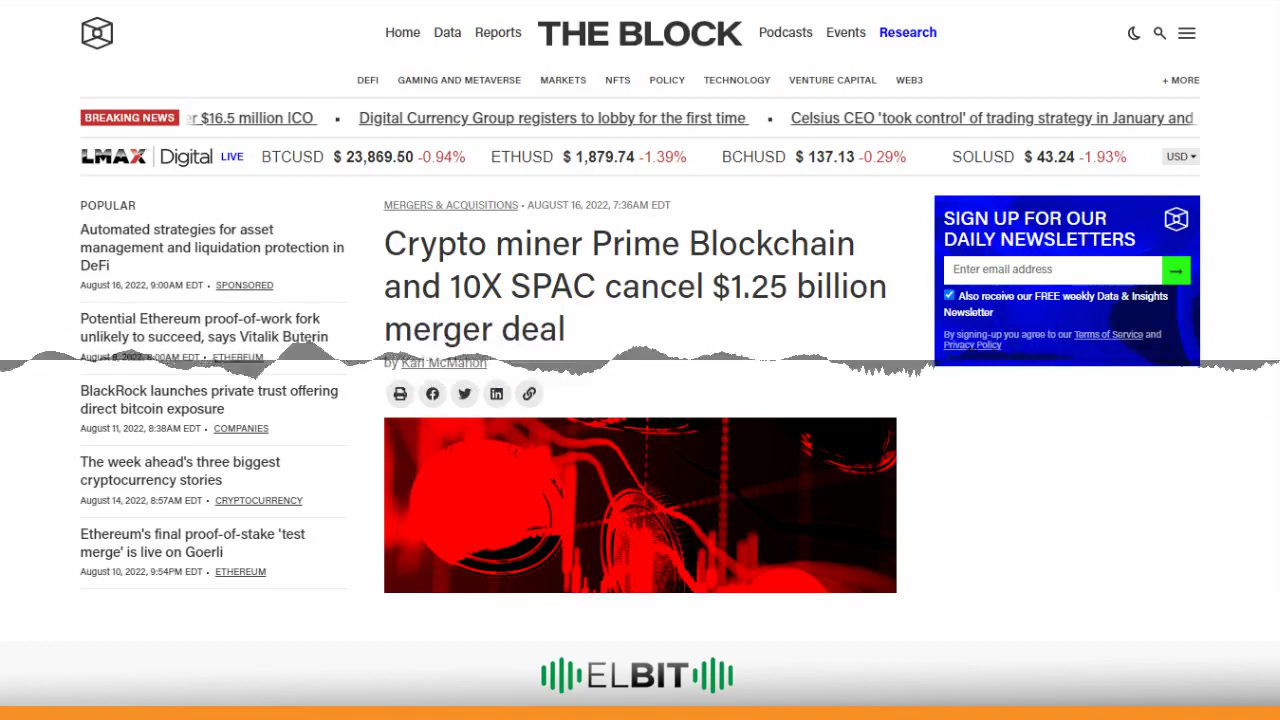 Home Data Reports THE BLOCK Podcasts Events Research
DEFI GAMING AND METAVERSE MARKETS NFTS POLICY TECHNOLOGY VENTURE CAPITAL WEB3 + MORE
BREAKING NEWS r $16.5 million ICO ▪ Digital Currency Group registers to lobby for the first time ▪ Celsius CEO 'took control' of trading strategy in January and
LMAX Digital LIVE BTCUSD $ 23,869.50 -0.94% ETHUSD $ 1,879.74 -1.39% BCHUSD $ 137.13 -0.29% SOLUSD $ 43.24 -1.93% USD
POPULAR
Automated strategies for asset
management and liquidation protection in
DeFi
August 16, 2022, 9:00AM EDT • SPONSORED
Potential Ethereum proof-of-work fork
unlikely to succeed, says Vitalik Buterin
August 8, 2022, 8:00AM EDT • ETHEREUM
BlackRock launches private trust offering
direct bitcoin exposure
August 11, 2022, 8:38AM EDT • COMPANIES
The week ahead's three biggest
cryptocurrency stories
August 14, 2022, 8:57AM EDT • CRYPTOCURRENCY
Ethereum's final proof-of-stake 'test
merge' is live on Goerli
August 10, 2022, 9:54PM EDT • ETHEREUM
MERGERS & ACQUISITIONS • AUGUST 16, 2022, 7:36AM EDT
Crypto miner Prime Blockchain
and 10X SPAC cancel $1.25 billion
merger deal
by Kari McMahon
SIGN UP FOR OUR
DAILY NEWSLETTERS
Enter email address
Also receive our FREE weekly Data & Insights
Newsletter
By signing-up you agree to our Terms of Service and
Privacy Policy
ELBIT